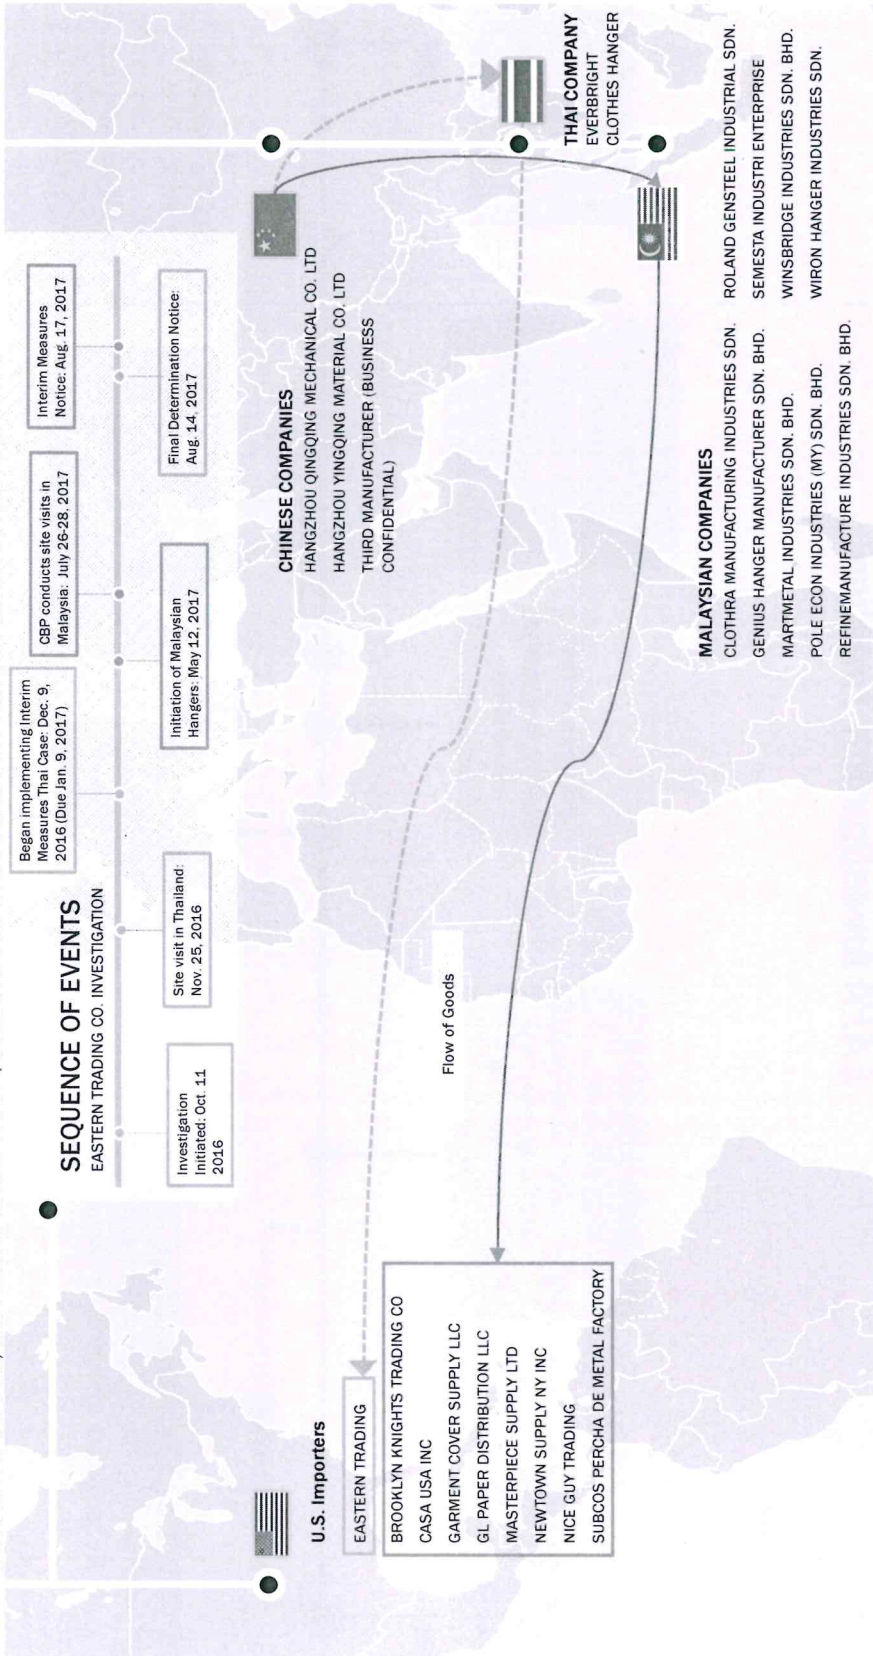 SEQUENCE OF EVENTS
EASTERN TRADING CO. INVESTIGATION
Investigation
Initiated: Oct. 11
2016
Site visit in Thailand:
Nov. 25, 2016
Began implementing Interim
Measures Thai Case: Dec. 9,
2016 (Due Jan. 9, 2017)
Initiation of Malaysian
Hangers: May 12, 2017
CBP conducts site visits in
Malaysia: July 26-28, 2017
Final Determination Notice:
Aug. 14, 2017
Interim Measures
Notice: Aug. 17, 2017
U.S. Importers
EASTERN TRADING
BROOKLYN KNIGHTS TRADING CO
CASA USA INC
GARMENT COVER SUPPLY LLC
GL PAPER DISTRIBUTION LLC
MASTERPIECE SUPPLY LTD
NEWTOWN SUPPLY NY INC
NICE GUY TRADING
SUBCOS PERCHA DE METAL FACTORY
Flow of Goods
CHINESE COMPANIES
HANGZHOU QINGQING MECHANICAL CO. LTD
HANGZHOU YINGQING MATERIAL CO. LTD
THIRD MANUFACTURER (BUSINESS
CONFIDENTIAL)
THAI COMPANY
EVERBRIGHT
CLOTHES HANGER
MALAYSIAN COMPANIES
CLOTHRA MANUFACTURING INDUSTRIES SDN.
GENIUS HANGER MANUFACTURER SDN. BHD.
MARTMETAL INDUSTRIES SDN. BHD.
POLE ECON INDUSTRIES (MY) SDN. BHD.
REFINEMANUFACTURE INDUSTRIES SDN. BHD.
ROLAND GENSTEEL INDUSTRIAL SDN.
SEMESTA INDUSTRI ENTERPRISE
WINSBRIDGE INDUSTRIES SDN. BHD.
WIRON HANGER INDUSTRIES SDN.